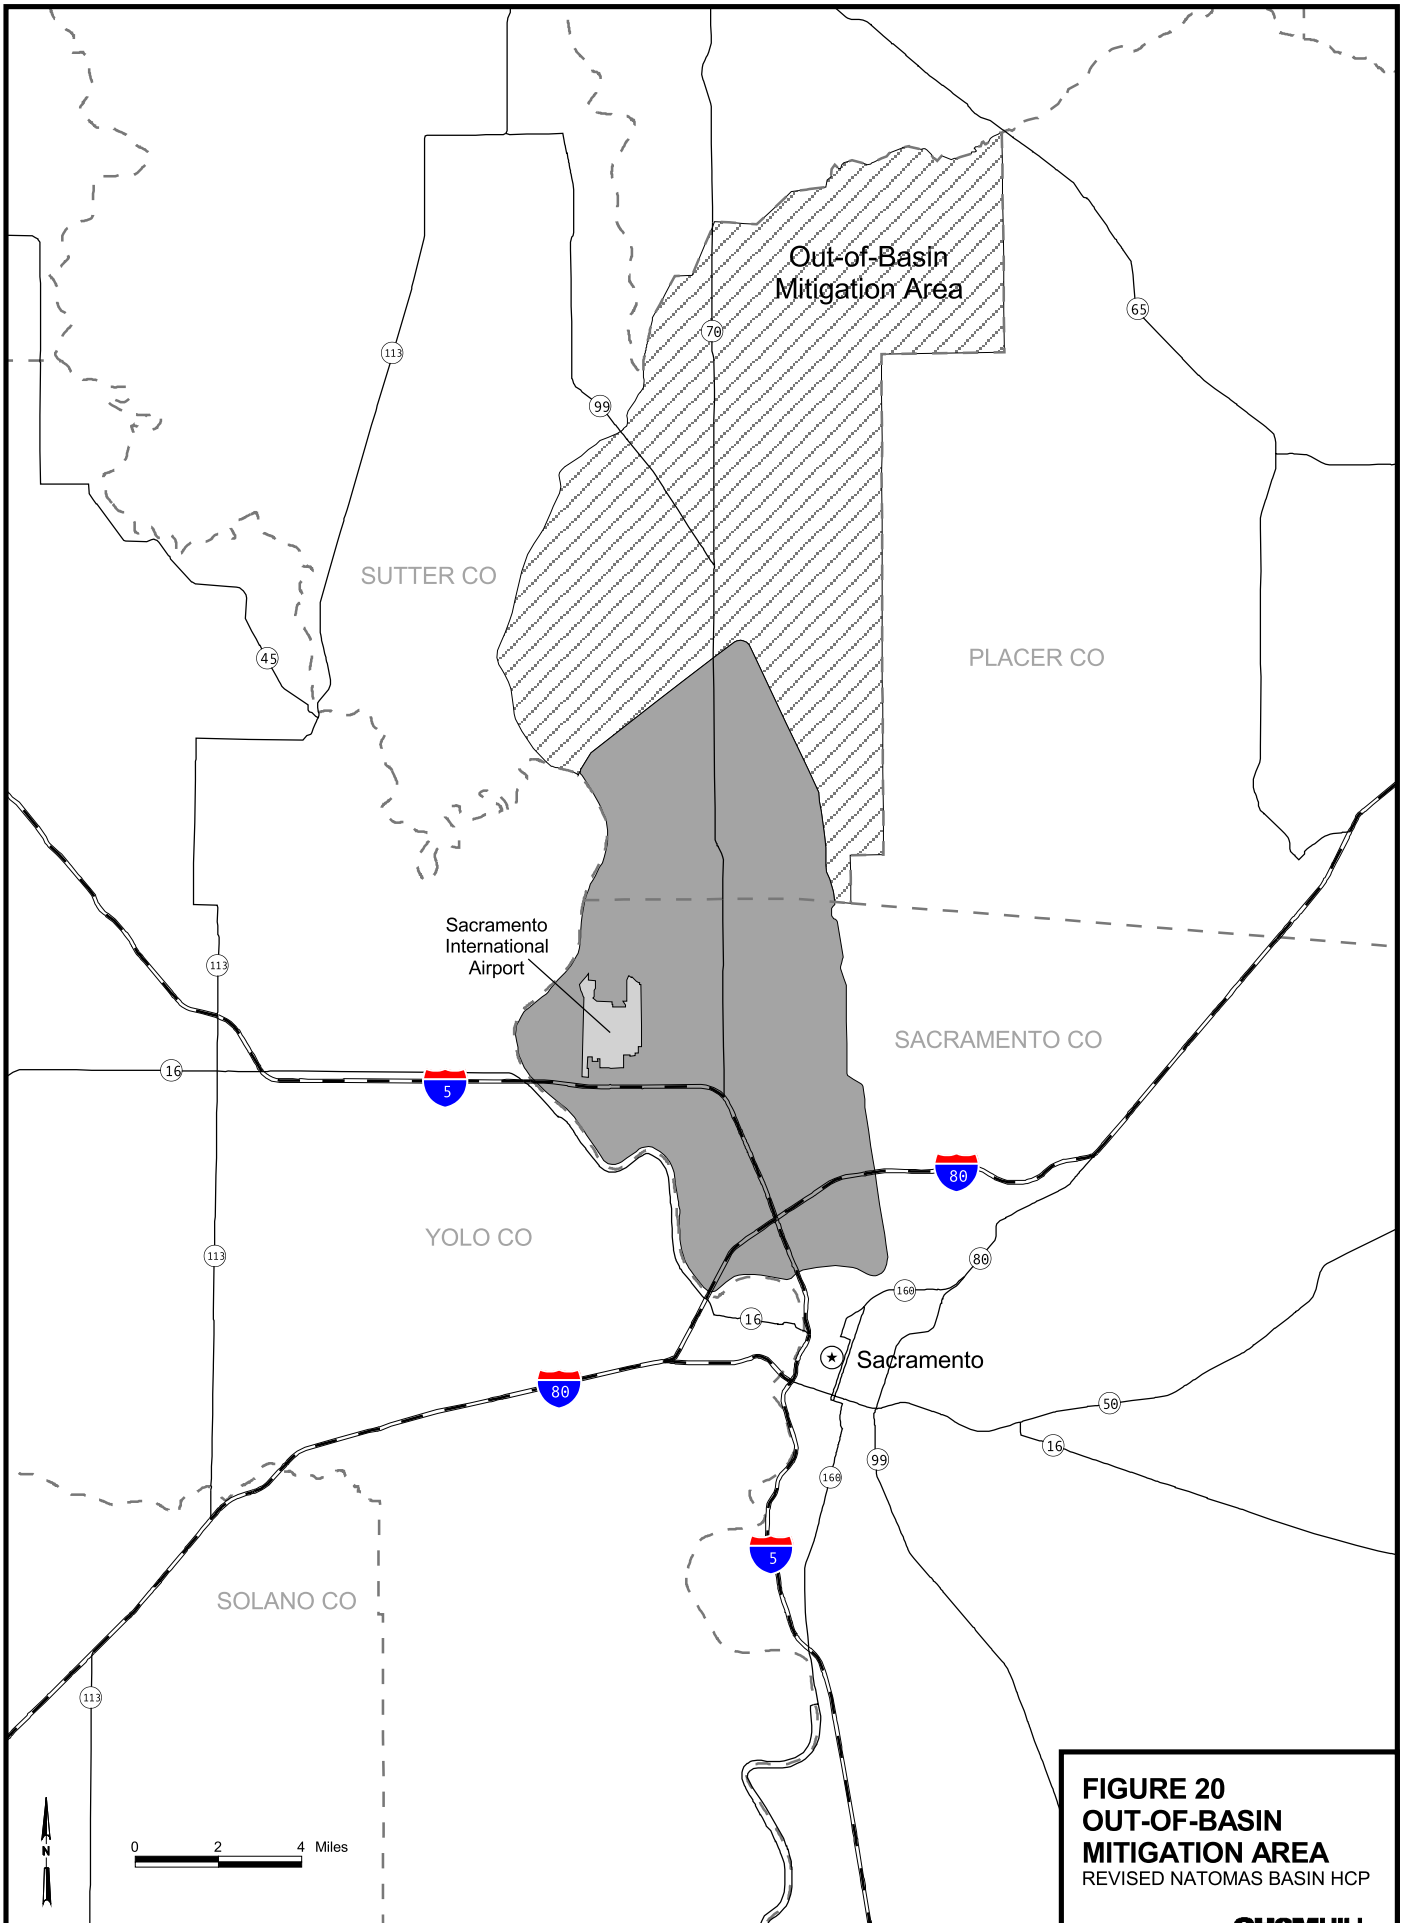 Out-of-Basin
Mitigation Area
65
70
113
99
SUTTER CO
45
PLACER CO
Sacramento
International
Airport
113
SACRAMENTO CO
16
5
80
YOLO CO
113
80
160
16
Sacramento
80
50
16
99
160
5
SOLANO CO
113
N
0 2 4 Miles
FIGURE 20
OUT-OF-BASIN
MITIGATION AREA
REVISED NATOMAS BASIN HCP